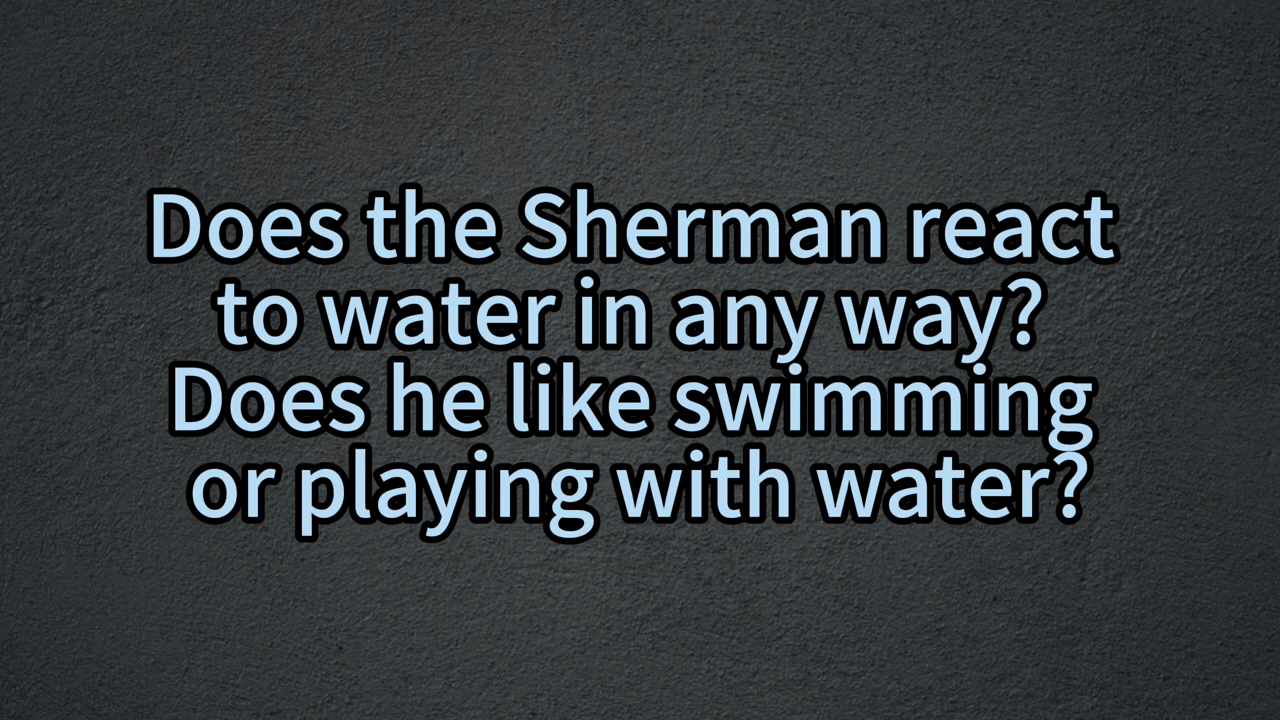 Does the Sherman react
to water in any way?
Does he like swimming
or playing with water?